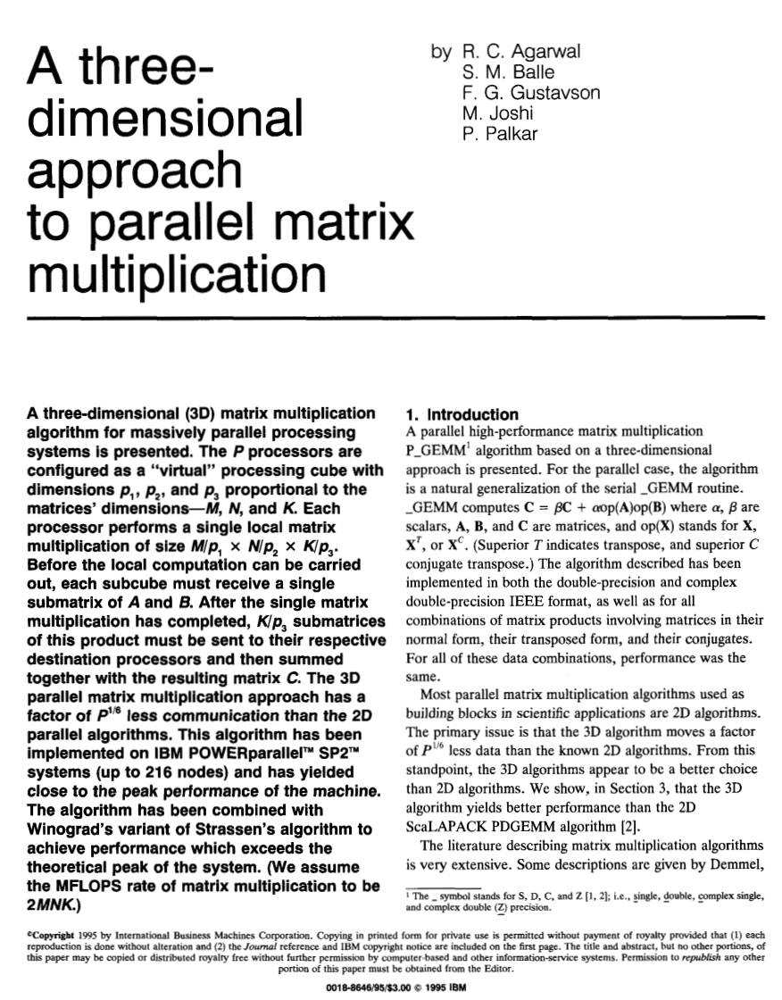 A three-
dimensional
approach
to parallel matrix
multiplication
by R. C. Agarwal
S. M. Balle
F. G. Gustavson
M. Joshi
P. Palkar
A three-dimensional (3D) matrix multiplication
algorithm for massively parallel processing
systems is presented. The P processors are
configured as a “virtual” processing cube with
dimensions p₁, p₂, and p₃ proportional to the
matrices’ dimensions—M, N, and K. Each
processor performs a single local matrix
multiplication of size M/p₁ × N/p₂ × K/p₃.
Before the local computation can be carried
out, each subcube must receive a single
submatrix of A and B. After the single matrix
multiplication has completed, K/p₃ submatrices
of this product must be sent to their respective
destination processors and then summed
together with the resulting matrix C. The 3D
parallel matrix multiplication approach has a
factor of P¹ᐟ⁶ less communication than the 2D
parallel algorithms. This algorithm has been
implemented on IBM POWERparallel™ SP2™
systems (up to 216 nodes) and has yielded
close to the peak performance of the machine.
The algorithm has been combined with
Winograd’s variant of Strassen’s algorithm to
achieve performance which exceeds the
theoretical peak of the system. (We assume
the MFLOPS rate of matrix multiplication to be
2MNK.)
1. Introduction
A parallel high-performance matrix multiplication
P_GEMM¹ algorithm based on a three-dimensional
approach is presented. For the parallel case, the algorithm
is a natural generalization of the serial _GEMM routine.
_GEMM computes C = βC + αop(A)op(B) where α, β are
scalars, A, B, and C are matrices, and op(X) stands for X,
Xᵀ, or Xᶜ. (Superior T indicates transpose, and superior C
conjugate transpose.) The algorithm described has been
implemented in both the double-precision and complex
double-precision IEEE format, as well as for all
combinations of matrix products involving matrices in their
normal form, their transposed form, and their conjugates.
For all of these data combinations, performance was the
same.
Most parallel matrix multiplication algorithms used as
building blocks in scientific applications are 2D algorithms.
The primary issue is that the 3D algorithm moves a factor
of P¹ᐟ⁶ less data than the known 2D algorithms. From this
standpoint, the 3D algorithms appear to be a better choice
than 2D algorithms. We show, in Section 3, that the 3D
algorithm yields better performance than the 2D
ScaLAPACK PDGEMM algorithm [2].
The literature describing matrix multiplication algorithms
is very extensive. Some descriptions are given by Demmel,
¹ The _ symbol stands for S, D, C, and Z [1, 2]; i.e., single, double, complex single,
and complex double (Z) precision.
©Copyright 1995 by International Business Machines Corporation. Copying in printed form for private use is permitted without payment of royalty provided that (1) each
reproduction is done without alteration and (2) the Journal reference and IBM copyright notice are included on the first page. The title and abstract, but no other portions, of
this paper may be copied or distributed royalty free without further permission by computer-based and other information-service systems. Permission to republish any other
portion of this paper must be obtained from the Editor.
0018-8646/95/$3.00 © 1995 IBM